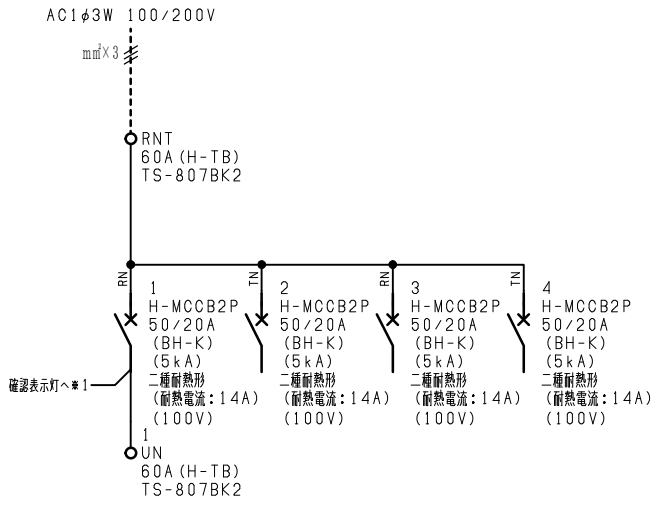 AC1φ3W 100/200V
mm²×3
RNT
60A(H-TB)
TS-807BK2
RN
1
H-MCCB2P
50/20A
(BH-K)
(5kA)
二種耐熱形
(耐熱電流:14A)
(100V)
TN
2
H-MCCB2P
50/20A
(BH-K)
(5kA)
二種耐熱形
(耐熱電流:14A)
(100V)
RN
3
H-MCCB2P
50/20A
(BH-K)
(5kA)
二種耐熱形
(耐熱電流:14A)
(100V)
TN
4
H-MCCB2P
50/20A
(BH-K)
(5kA)
二種耐熱形
(耐熱電流:14A)
(100V)
確認表示灯へ※1
1
UN
60A(H-TB)
TS-807BK2